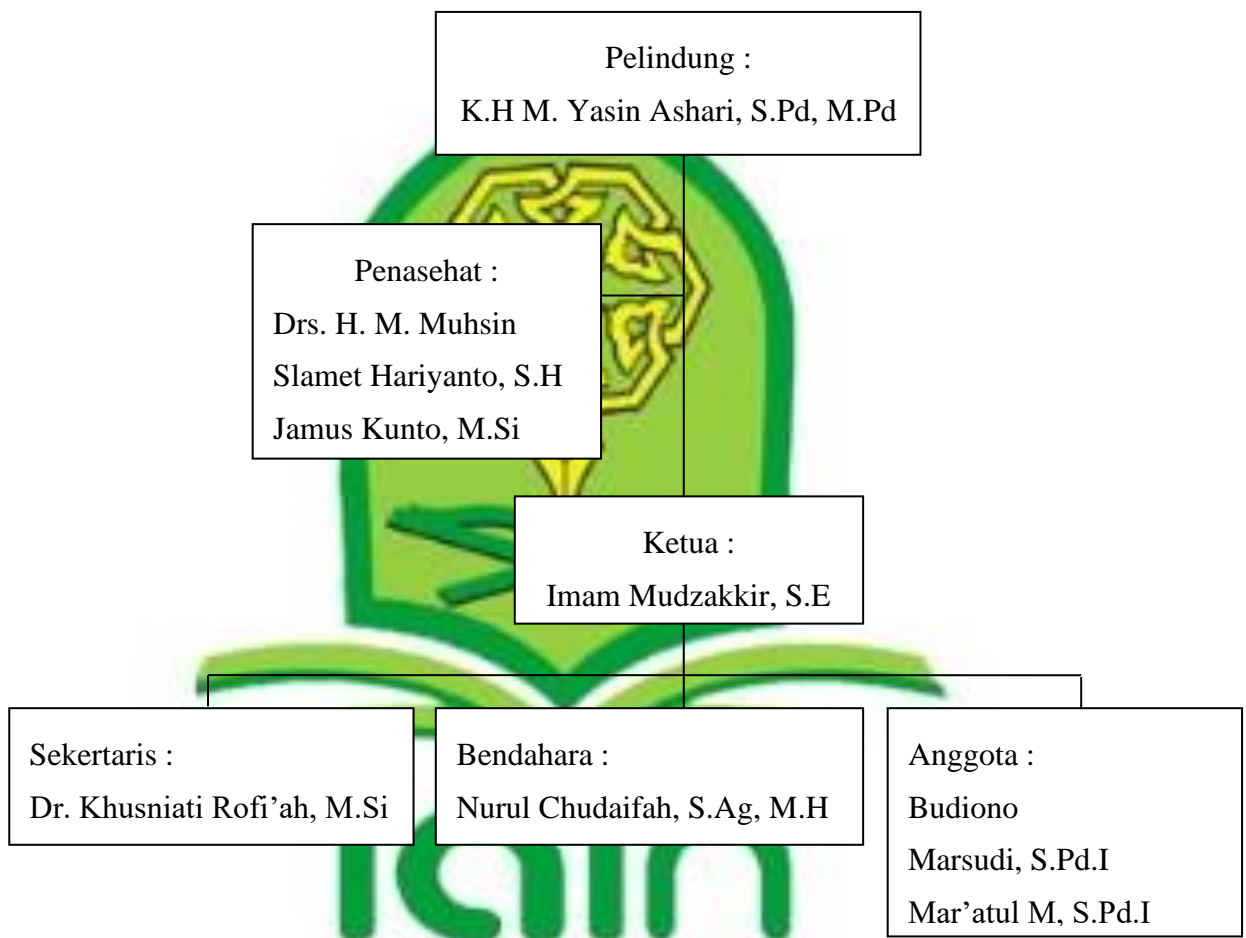 Pelindung :
K.H M. Yasin Ashari, S.Pd, M.Pd
Penasehat :
Drs. H. M. Muhsin
Slamet Hariyanto, S.H
Jamus Kunto, M.Si
Ketua :
Imam Mudzakkir, S.E
Sekertaris :
Dr. Khusniati Rofi’ah, M.Si
Bendahara :
Nurul Chudaifah, S.Ag, M.H
Anggota :
Budiono
Marsudi, S.Pd.I
Mar’atul M, S.Pd.I
iain